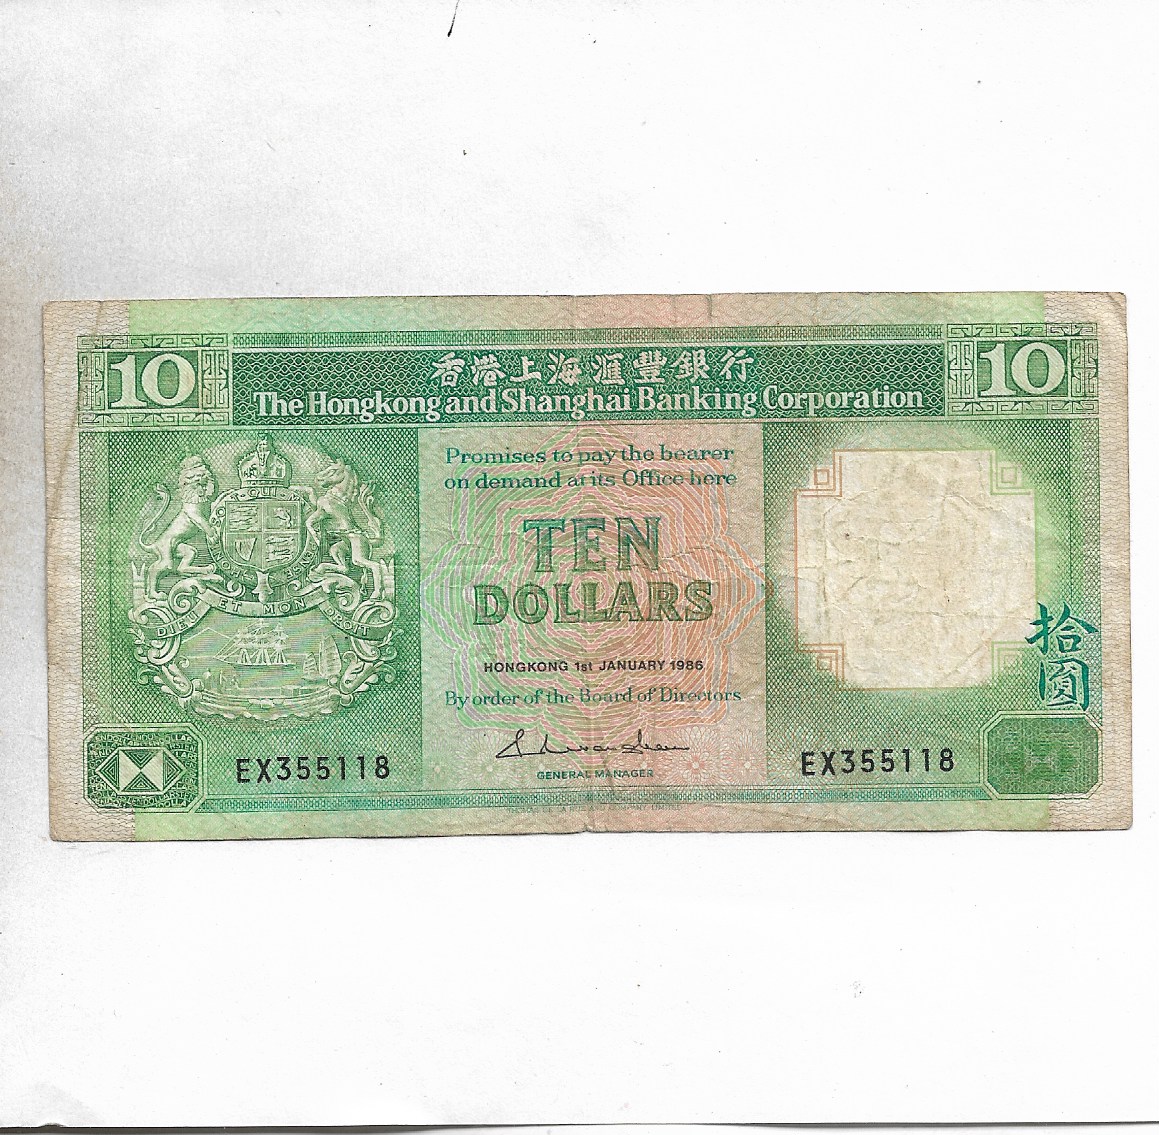 10
香港上海滙豐銀行
10
The Hongkong and Shanghai Banking Corporation
Promises to pay the bearer
on demand at its Office here
TEN
DOLLARS
HONGKONG 1st JANUARY 1986
By order of the Board of Directors
GENERAL MANAGER
DIEU ET MON DROIT
拾
圓
EX355118
EX355118